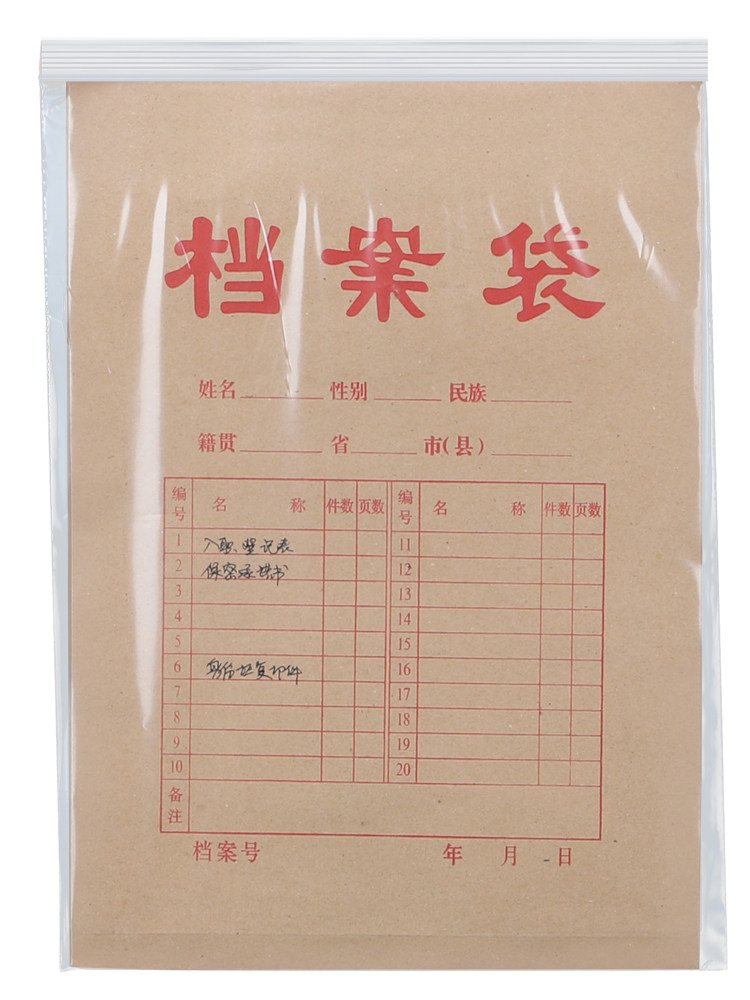 档案袋
姓名 性别 民族
籍贯 省 市(县)
编号 名称 件数 页数 编号 名称 件数 页数
1 入职登记表 11
2 保密承诺书 12
3 13
4 14
5 15
6 身份证复印件 16
7 17
8 18
9 19
10 20
备注
档案号 年 月 日